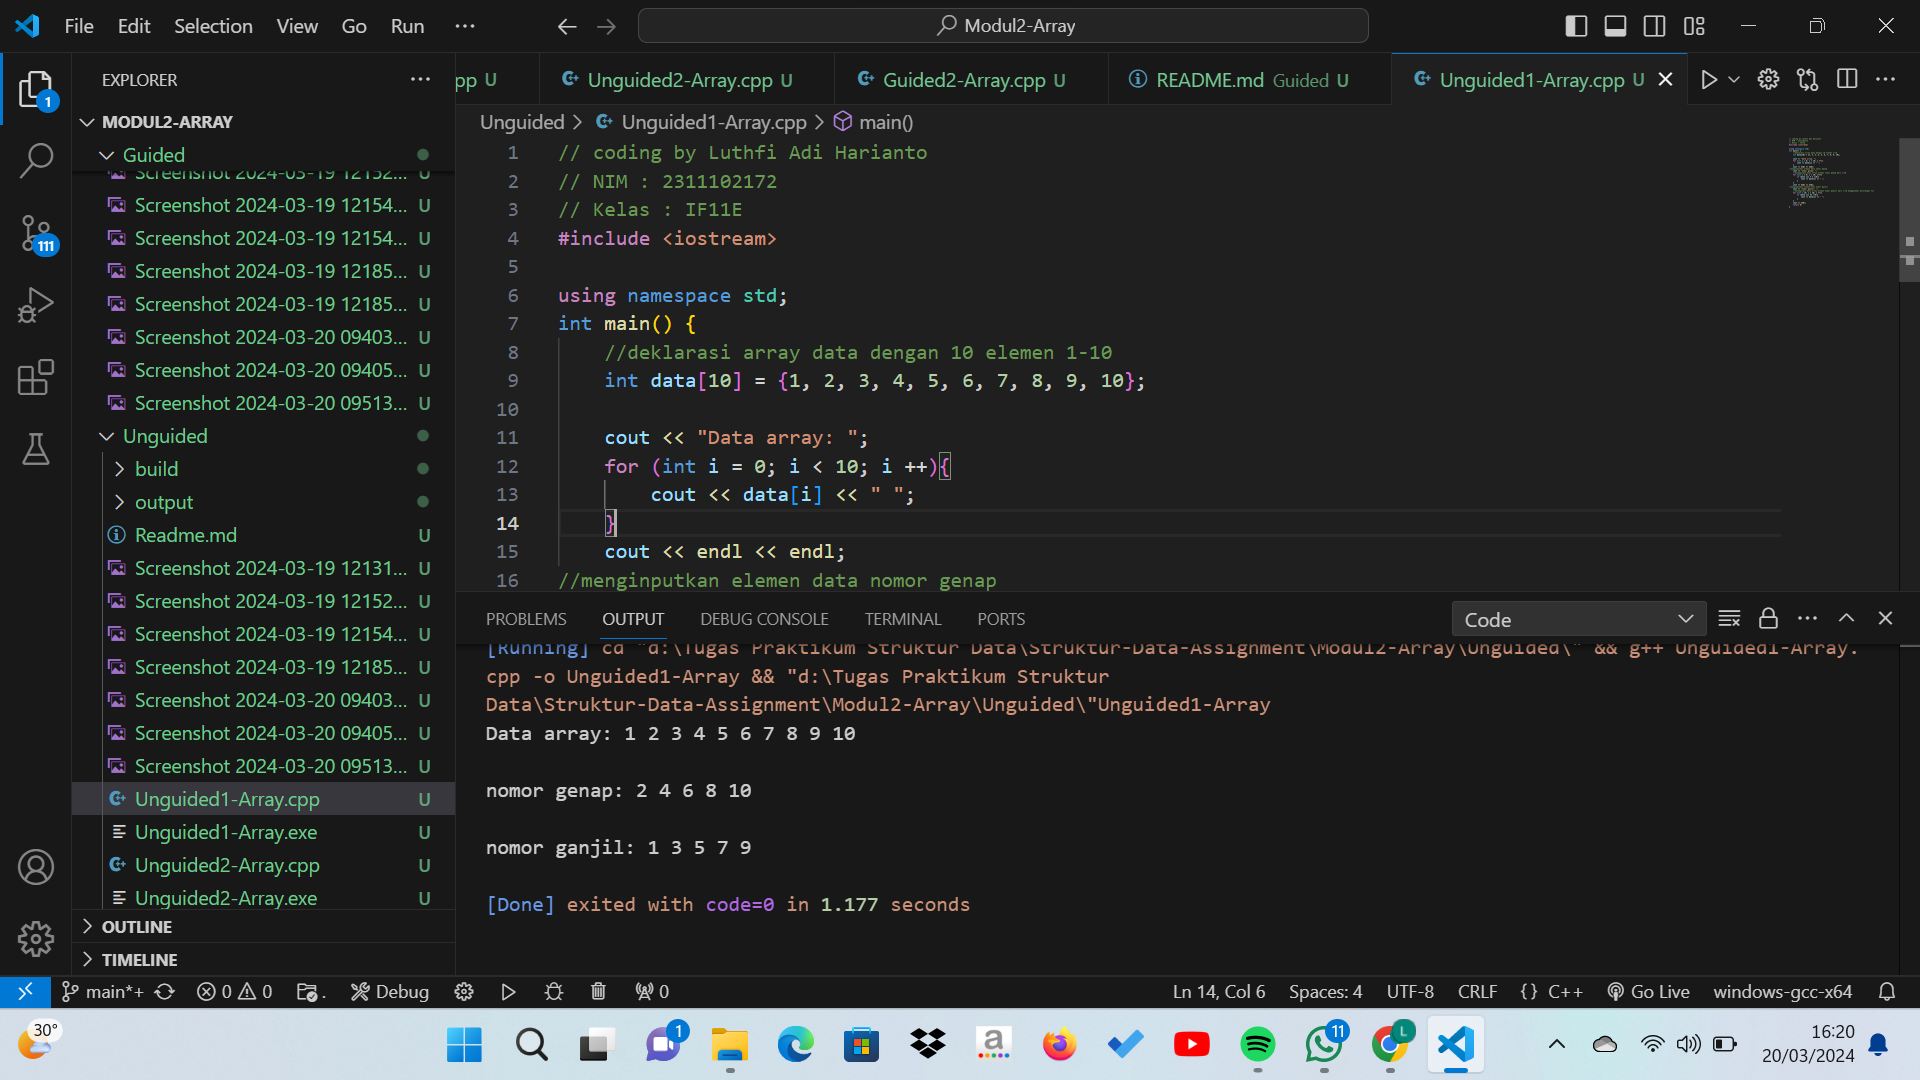 File Edit Selection View Go Run ···
Modul2-Array
EXPLORER ···
MODUL2-ARRAY
Guided
Screenshot 2024-03-19 12152... U
Screenshot 2024-03-19 12154... U
Screenshot 2024-03-19 12154... U
Screenshot 2024-03-19 12185... U
Screenshot 2024-03-19 12185... U
Screenshot 2024-03-20 09403... U
Screenshot 2024-03-20 09405... U
Screenshot 2024-03-20 09513... U
Unguided
build
output
Readme.md U
Screenshot 2024-03-19 12131... U
Screenshot 2024-03-19 12152... U
Screenshot 2024-03-19 12154... U
Screenshot 2024-03-19 12185... U
Screenshot 2024-03-20 09403... U
Screenshot 2024-03-20 09405... U
Screenshot 2024-03-20 09513... U
Unguided1-Array.cpp U
Unguided1-Array.exe U
Unguided2-Array.cpp U
Unguided2-Array.exe U
OUTLINE
TIMELINE
1
111
pp U
Unguided2-Array.cpp U
Guided2-Array.cpp U
README.md Guided U
Unguided1-Array.cpp U
Unguided > Unguided1-Array.cpp > main()
1 // coding by Luthfi Adi Harianto
2 // NIM : 2311102172
3 // Kelas : IF11E
4 #include <iostream>
5
6 using namespace std;
7 int main() {
8 //deklarasi array data dengan 10 elemen 1-10
9 int data[10] = {1, 2, 3, 4, 5, 6, 7, 8, 9, 10};
10
11 cout << "Data array: ";
12 for (int i = 0; i < 10; i ++){
13 cout << data[i] << " ";
14 }
15 cout << endl << endl;
16 //menginputkan elemen data nomor genap
PROBLEMS OUTPUT DEBUG CONSOLE TERMINAL PORTS
Code
[Running] cd "d:\Tugas Praktikum Struktur Data\Struktur-Data-Assignment\Modul2-Array\Unguided\" && g++ Unguided1-Array.
cpp -o Unguided1-Array && "d:\Tugas Praktikum Struktur
Data\Struktur-Data-Assignment\Modul2-Array\Unguided\"Unguided1-Array
Data array: 1 2 3 4 5 6 7 8 9 10
nomor genap: 2 4 6 8 10
nomor ganjil: 1 3 5 7 9
[Done] exited with code=0 in 1.177 seconds
main*+ 0 0 . Debug 0
Ln 14, Col 6 Spaces: 4 UTF-8 CRLF {} C++ Go Live windows-gcc-x64
30°
1
a
11
L
16:20
20/03/2024